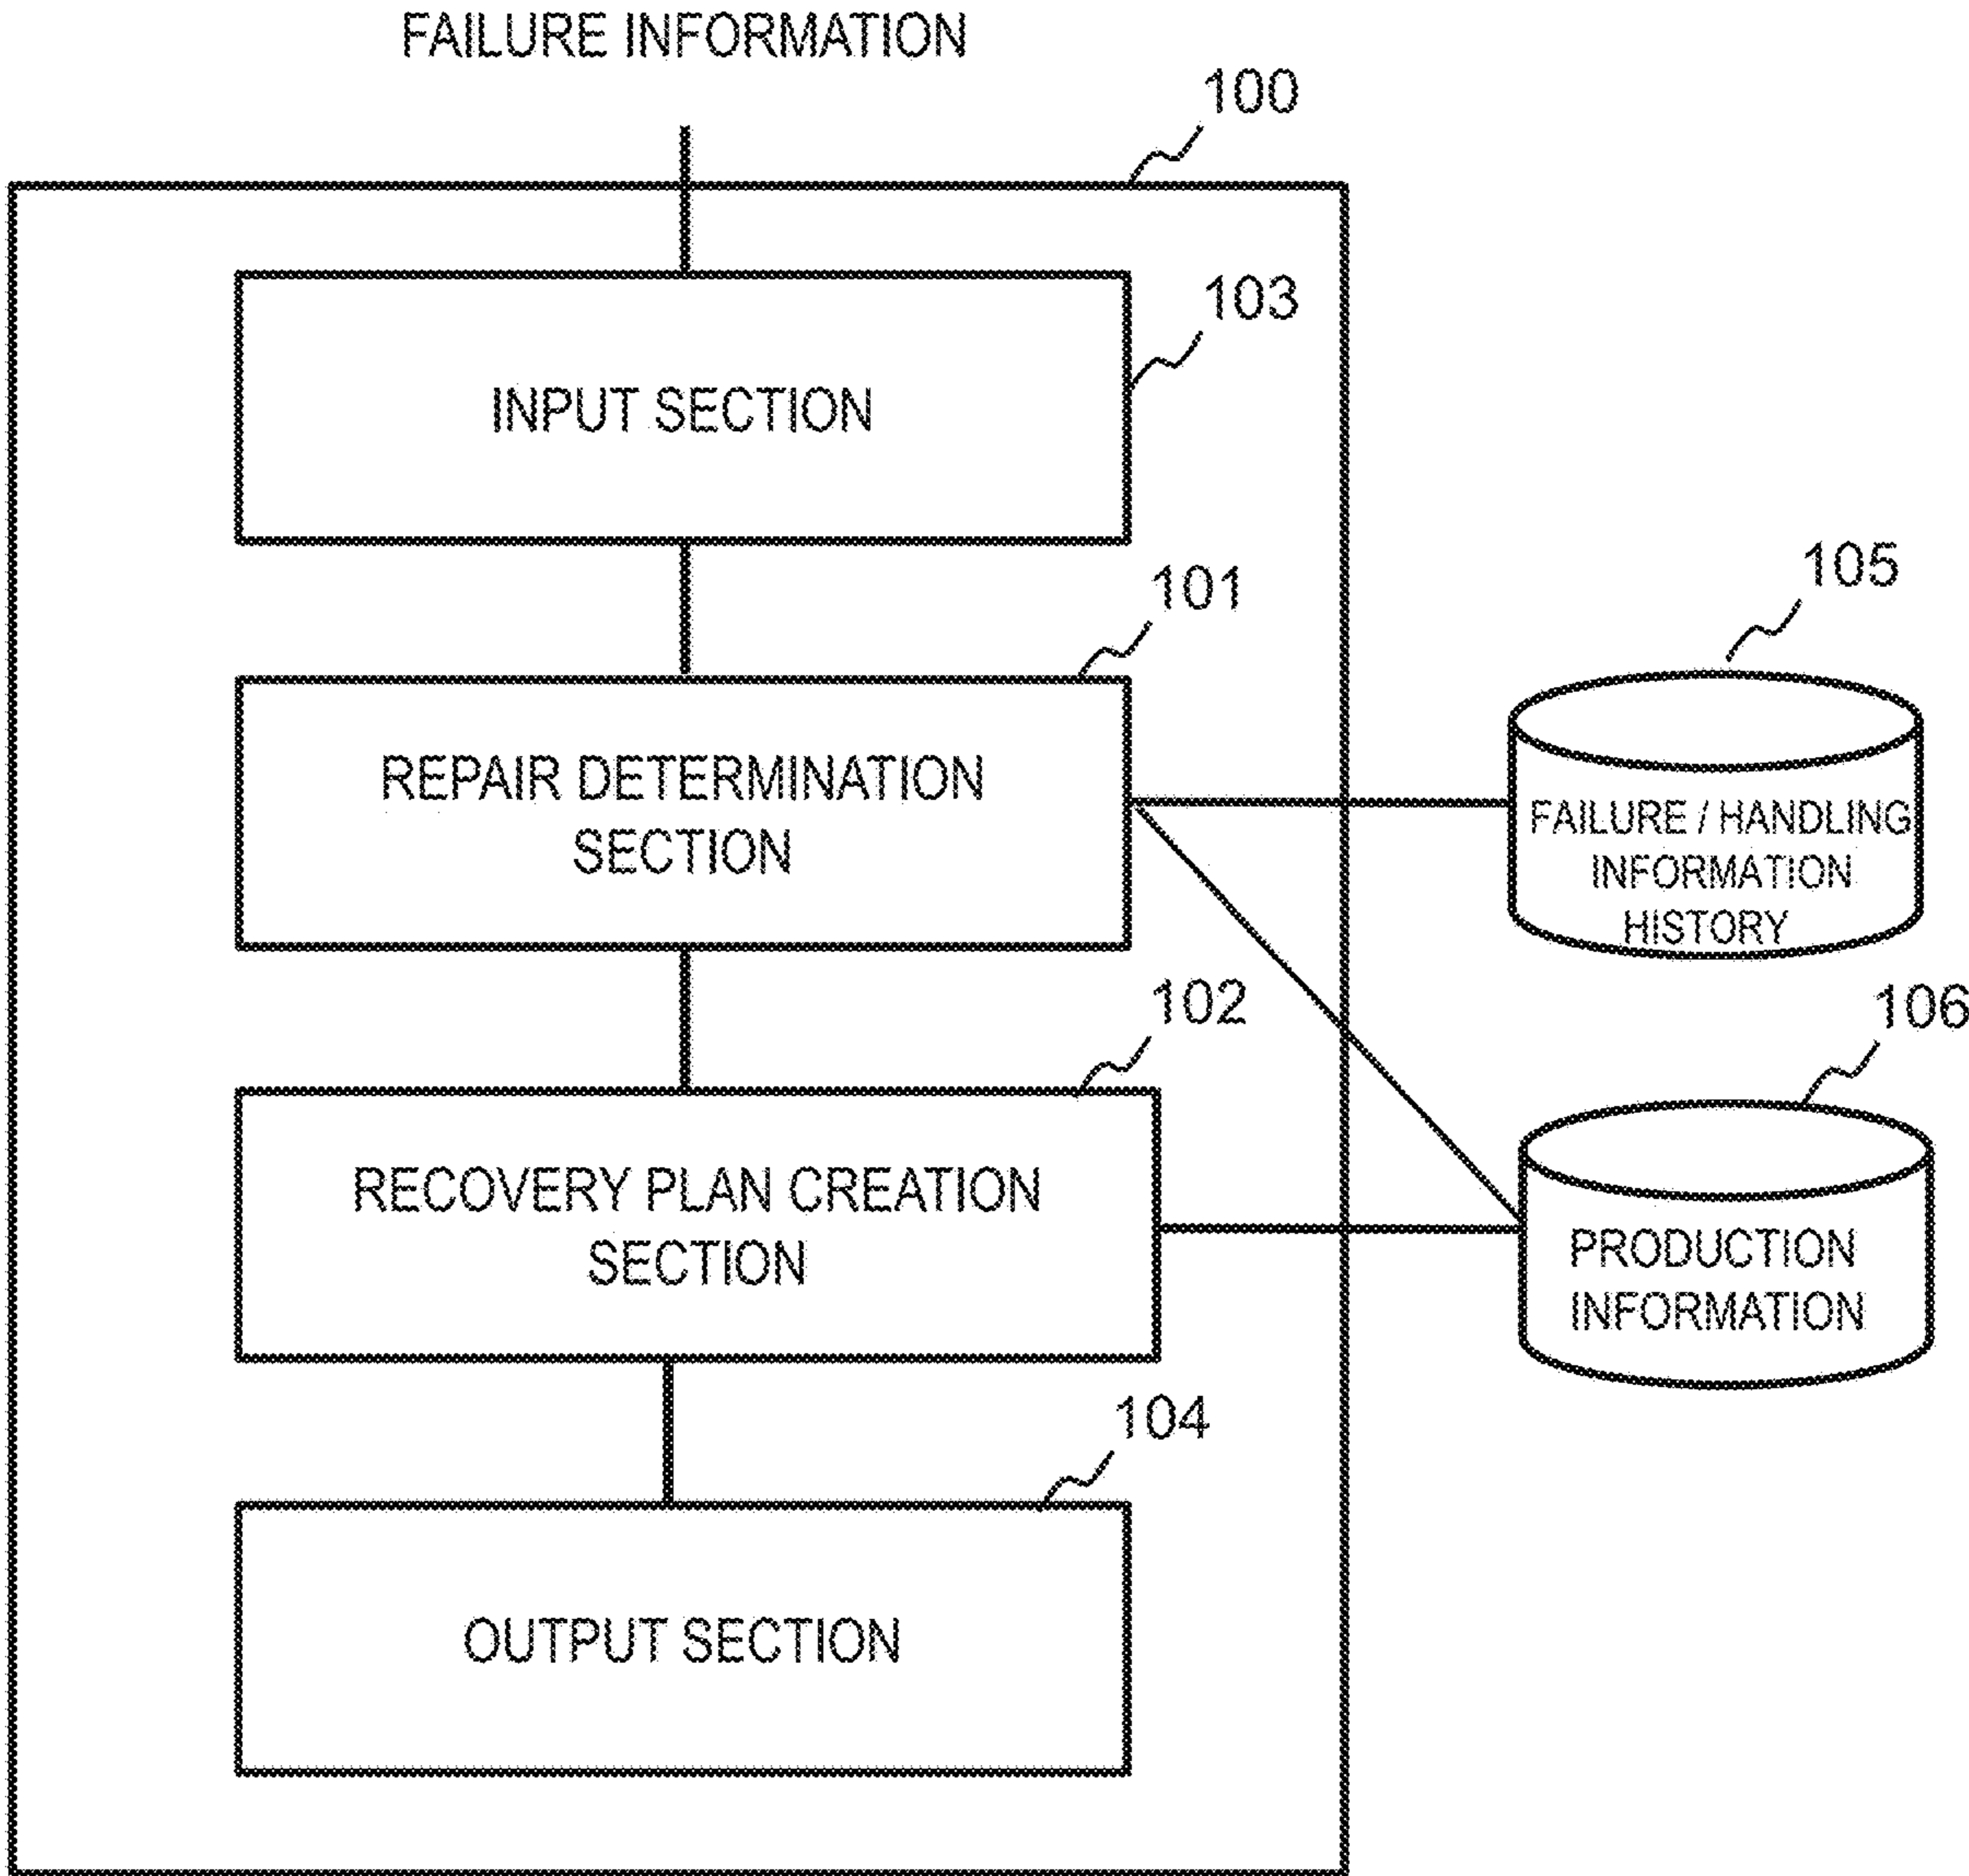 FAILURE INFORMATION
100
103
INPUT SECTION
101
REPAIR DETERMINATION
SECTION
105
FAILURE / HANDLING
INFORMATION
HISTORY
102
RECOVERY PLAN CREATION
SECTION
106
PRODUCTION
INFORMATION
104
OUTPUT SECTION